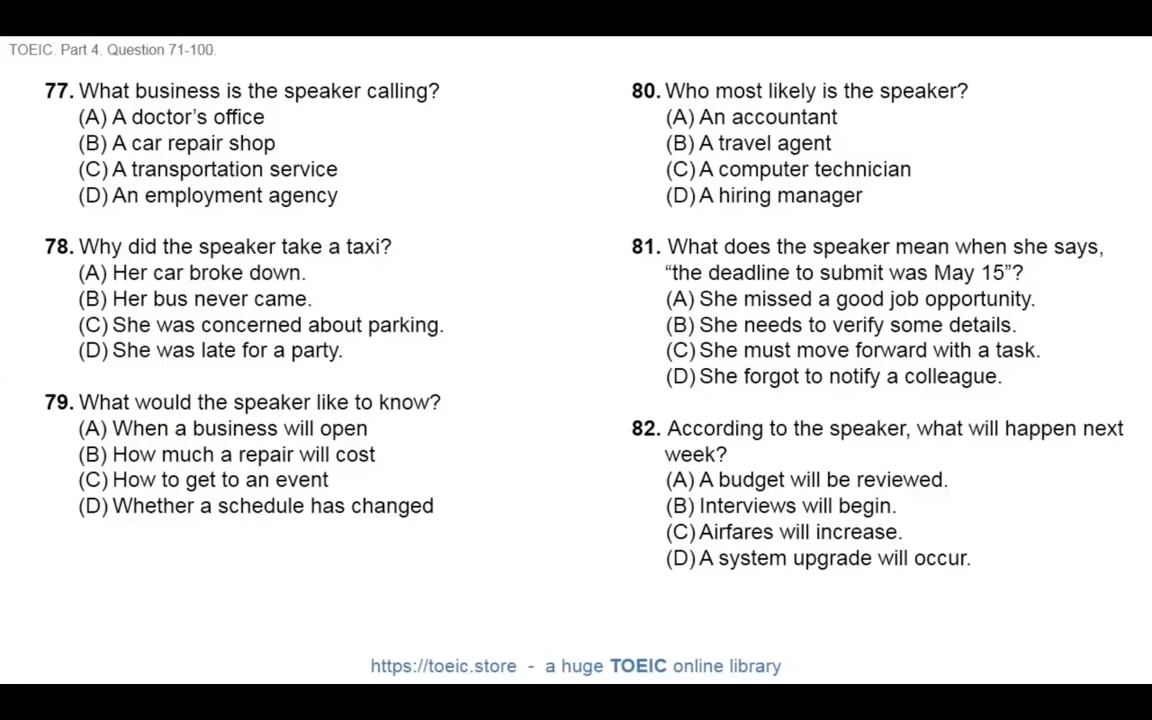 TOEIC. Part 4. Question 71-100.
77. What business is the speaker calling?
(A) A doctor's office
(B) A car repair shop
(C) A transportation service
(D) An employment agency
78. Why did the speaker take a taxi?
(A) Her car broke down.
(B) Her bus never came.
(C) She was concerned about parking.
(D) She was late for a party.
79. What would the speaker like to know?
(A) When a business will open
(B) How much a repair will cost
(C) How to get to an event
(D) Whether a schedule has changed
80. Who most likely is the speaker?
(A) An accountant
(B) A travel agent
(C) A computer technician
(D) A hiring manager
81. What does the speaker mean when she says,
“the deadline to submit was May 15”?
(A) She missed a good job opportunity.
(B) She needs to verify some details.
(C) She must move forward with a task.
(D) She forgot to notify a colleague.
82. According to the speaker, what will happen next
week?
(A) A budget will be reviewed.
(B) Interviews will begin.
(C) Airfares will increase.
(D) A system upgrade will occur.
https://toeic.store - a huge TOEIC online library